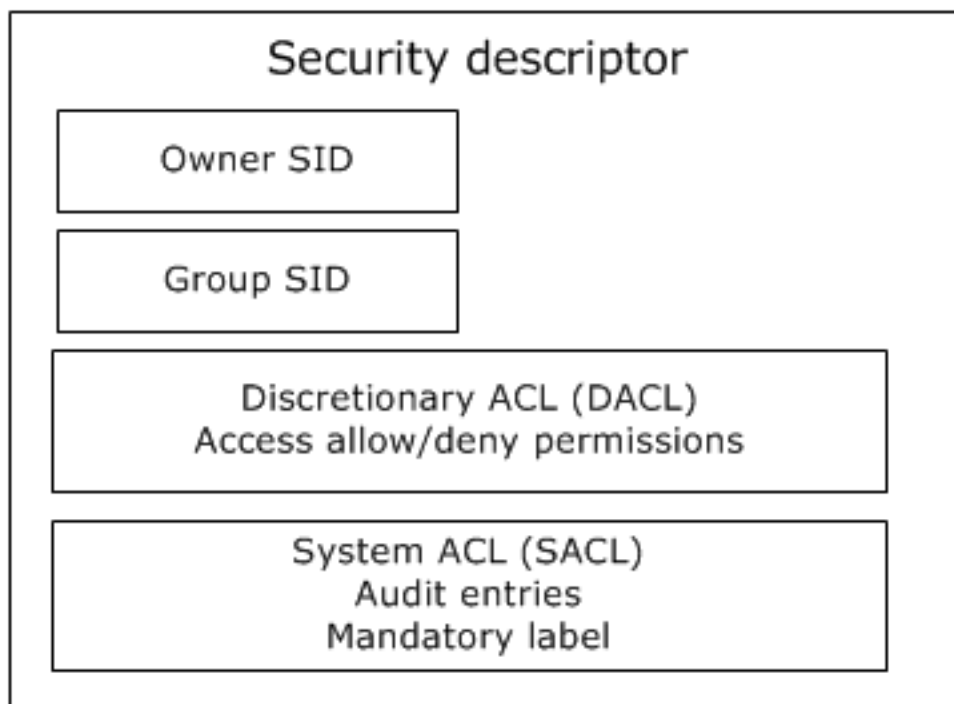 Security descriptor
Owner SID
Group SID
Discretionary ACL (DACL)
Access allow/deny permissions
System ACL (SACL)
Audit entries
Mandatory label